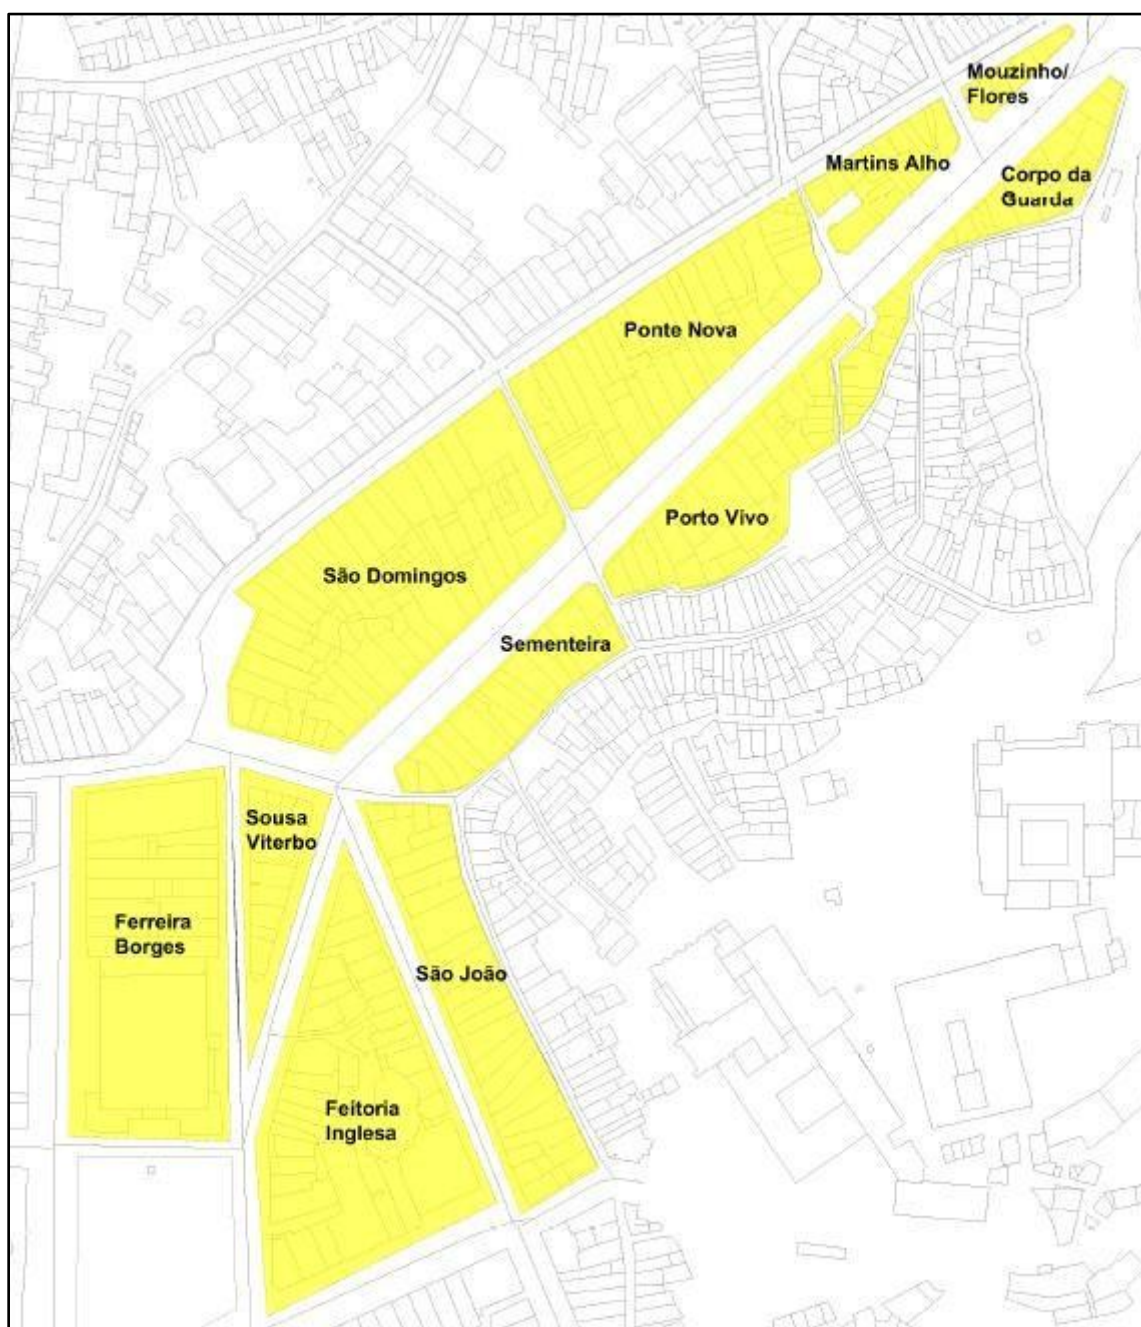 Mouzinho/
Flores
Martins Alho
Corpo da
Guarda
Ponte Nova
Porto Vivo
São Domingos
Sementeira
Sousa
Viterbo
Ferreira
Borges
São João
Feitoria
Inglesa